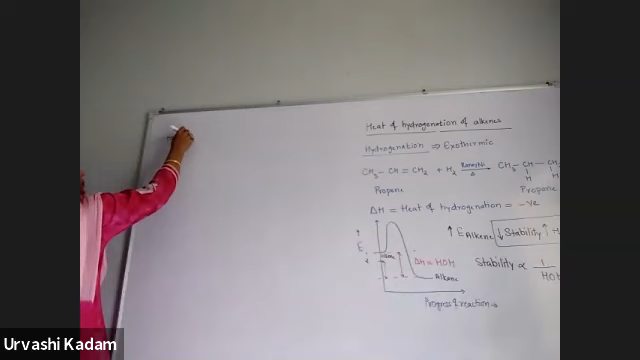 Heat of hydrogenation of alkenes
Hydrogenation ⇒ Exothermic
CH₃ – CH = CH₂ + H₂ → CH₃ – CH – CH
Δ
H H
Propene Propane
ΔH = Heat of hydrogenation = –ve
↑ E Alkene ↓ Stability ↑ H
E
Alkene
ΔH = HOH
Alkane
Stability ∝ 1
HOH
Progress of reaction →
Urvashi Kadam